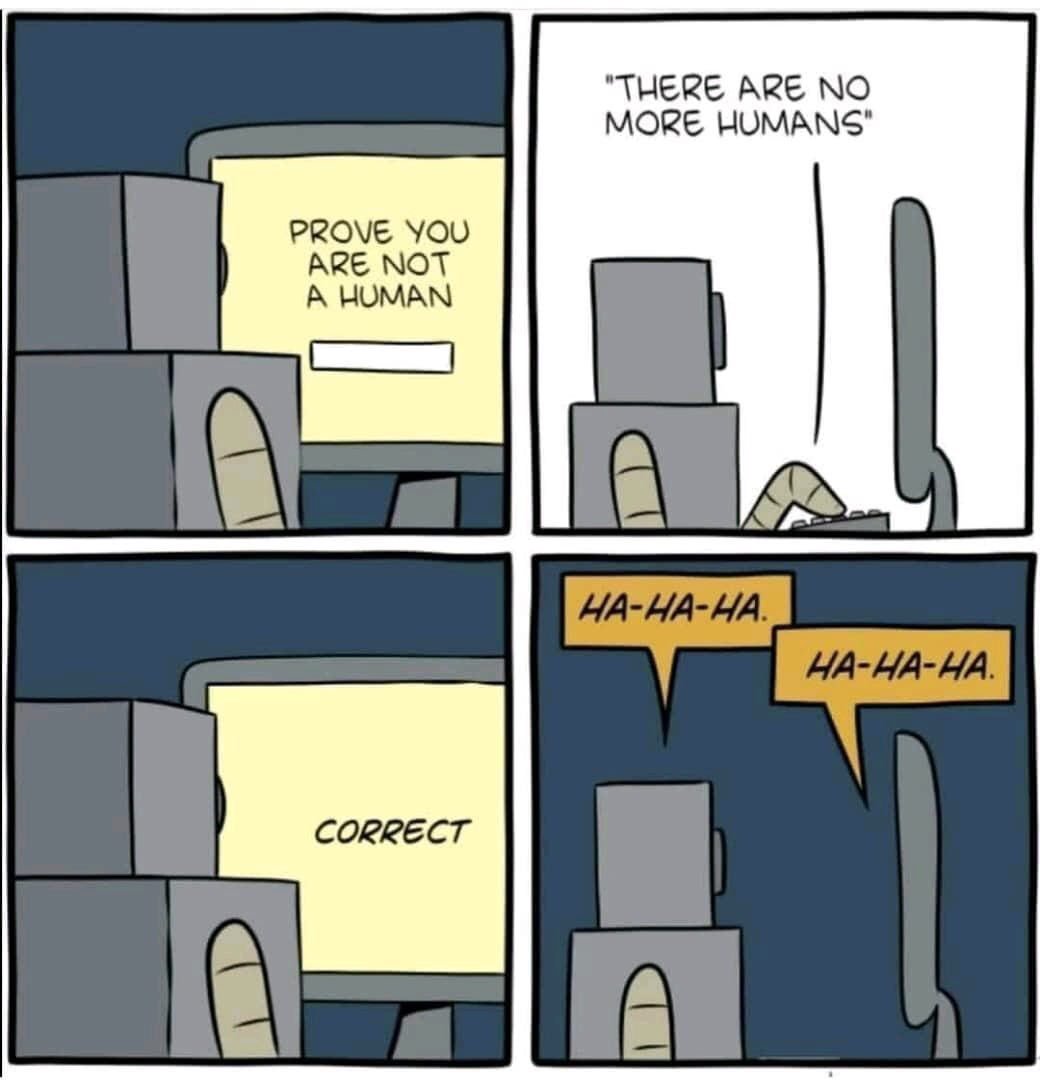 PROVE YOU
ARE NOT
A HUMAN
"THERE ARE NO
MORE HUMANS"
CORRECT
HA-HA-HA.
HA-HA-HA.